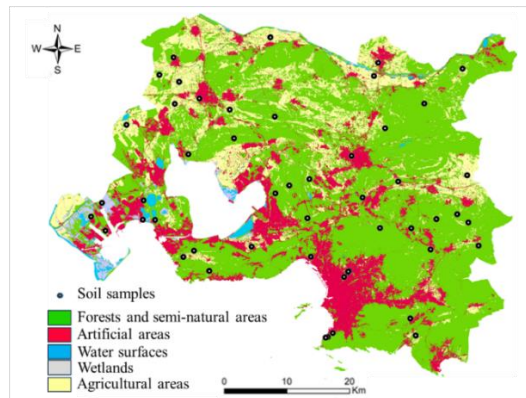 N
W E
S
Soil samples
Forests and semi-natural areas
Artificial areas
Water surfaces
Wetlands
Agricultural areas
0 10 20
Km